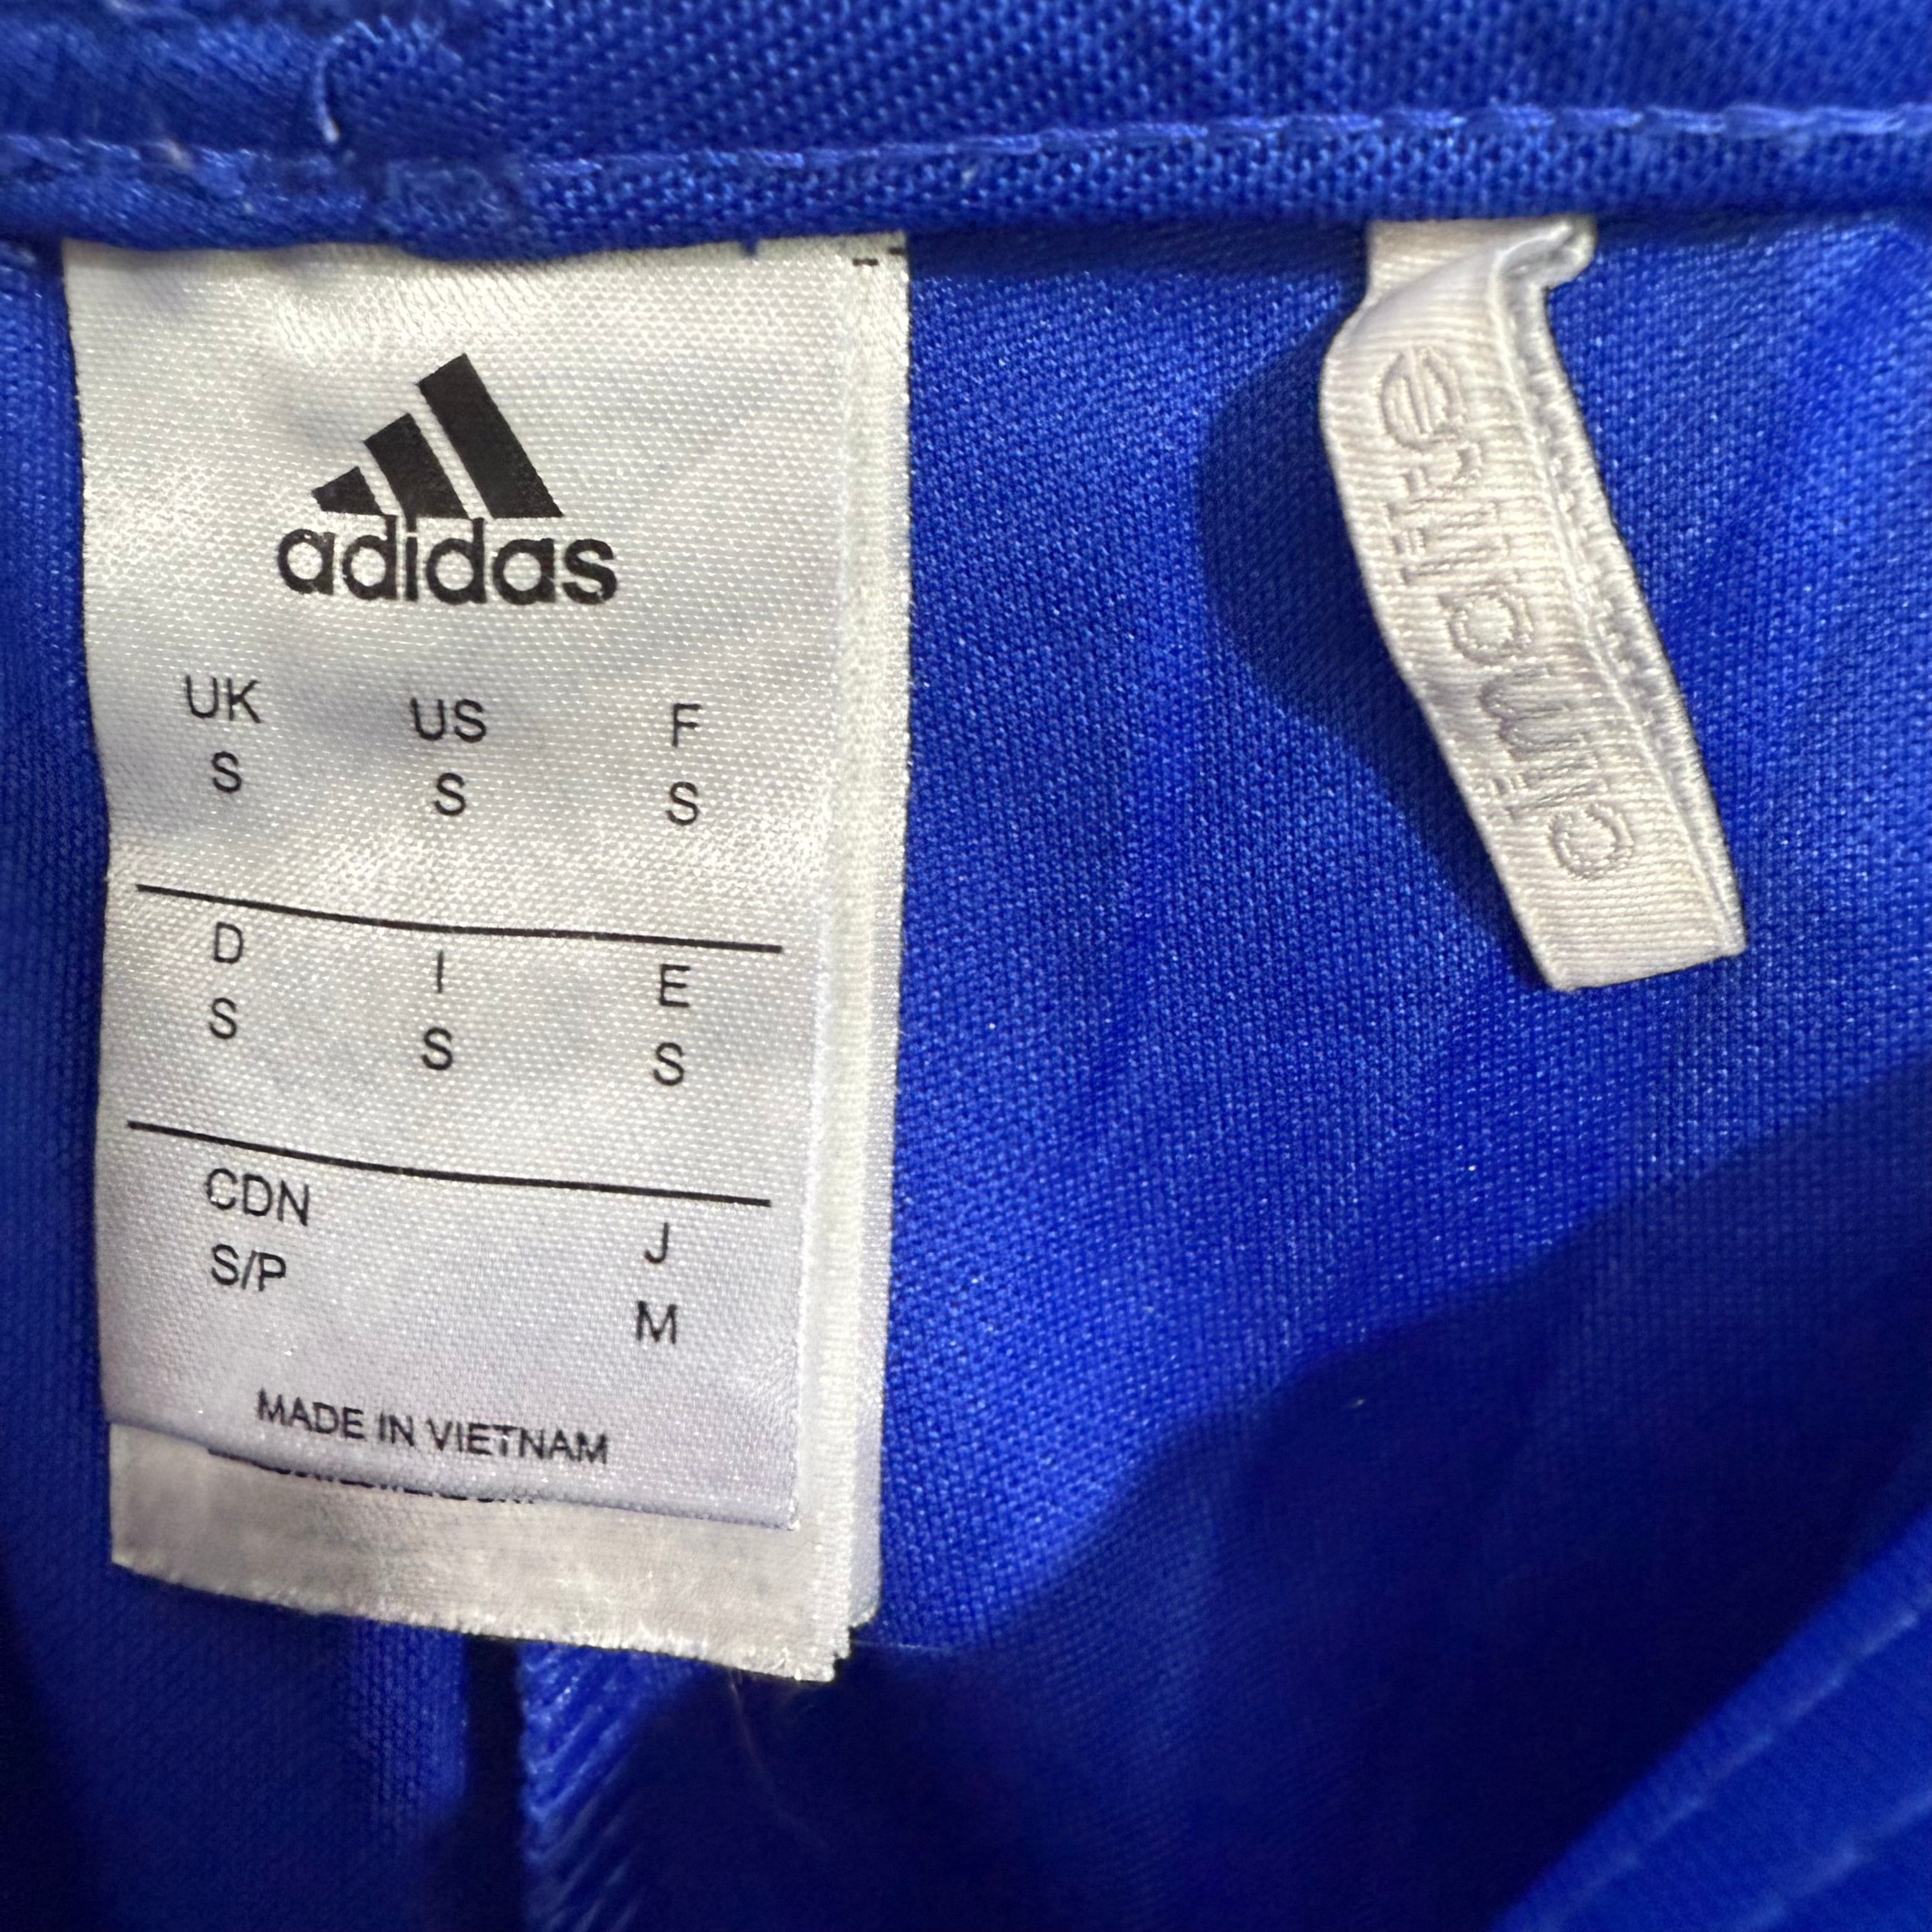 adidas
UK US F
S S S
D I E
S S S
CDN J
S/P M
MADE IN VIETNAM
climalite